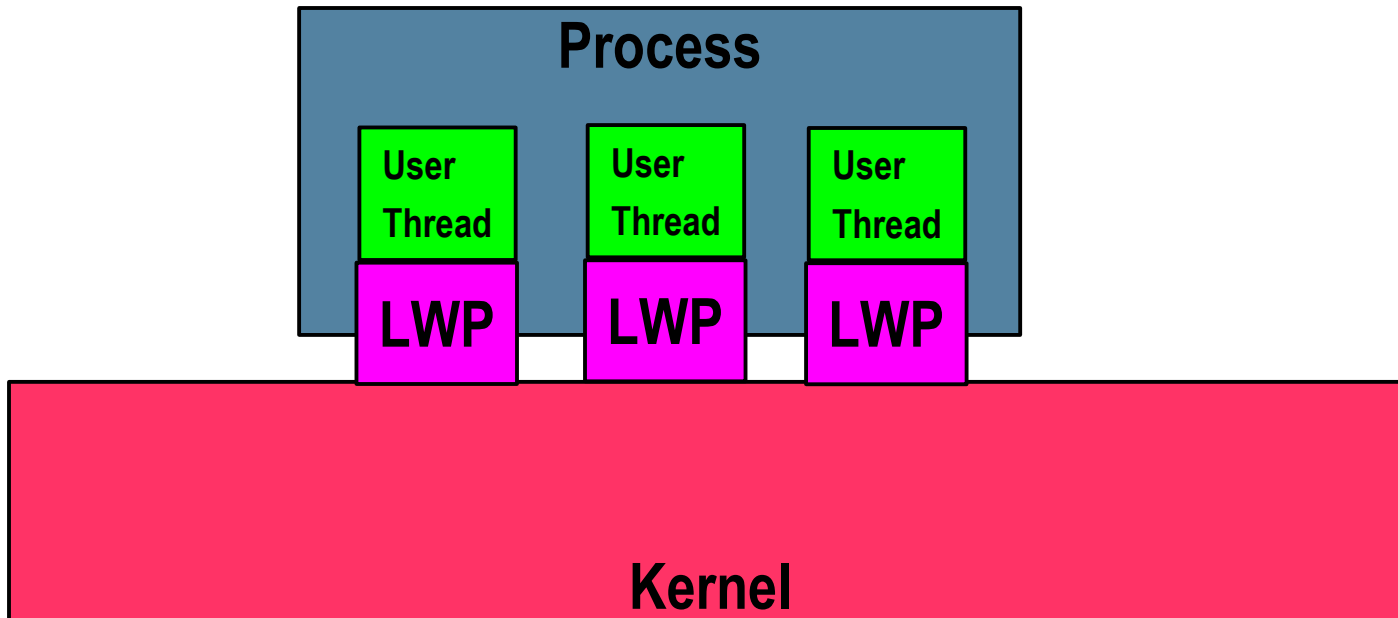 Process
User
Thread
User
Thread
User
Thread
LWP
LWP
LWP
Kernel